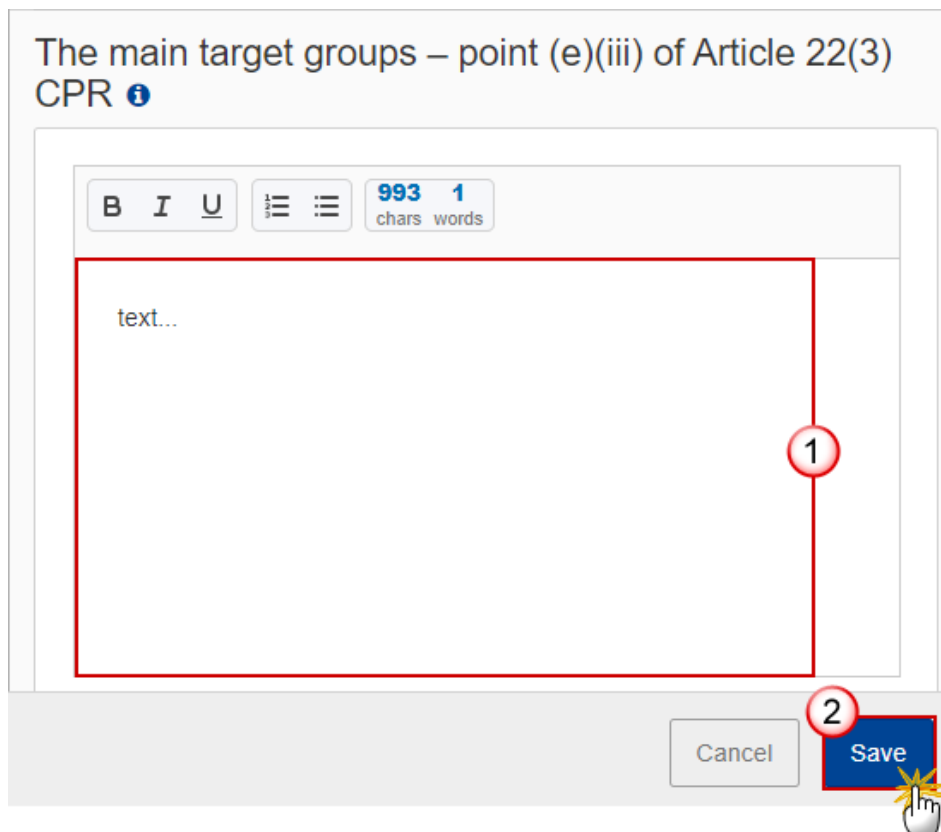 The main target groups – point (e)(iii) of Article 22(3)
CPR i
B I U 993 1
chars words
text...
1
2
Cancel Save